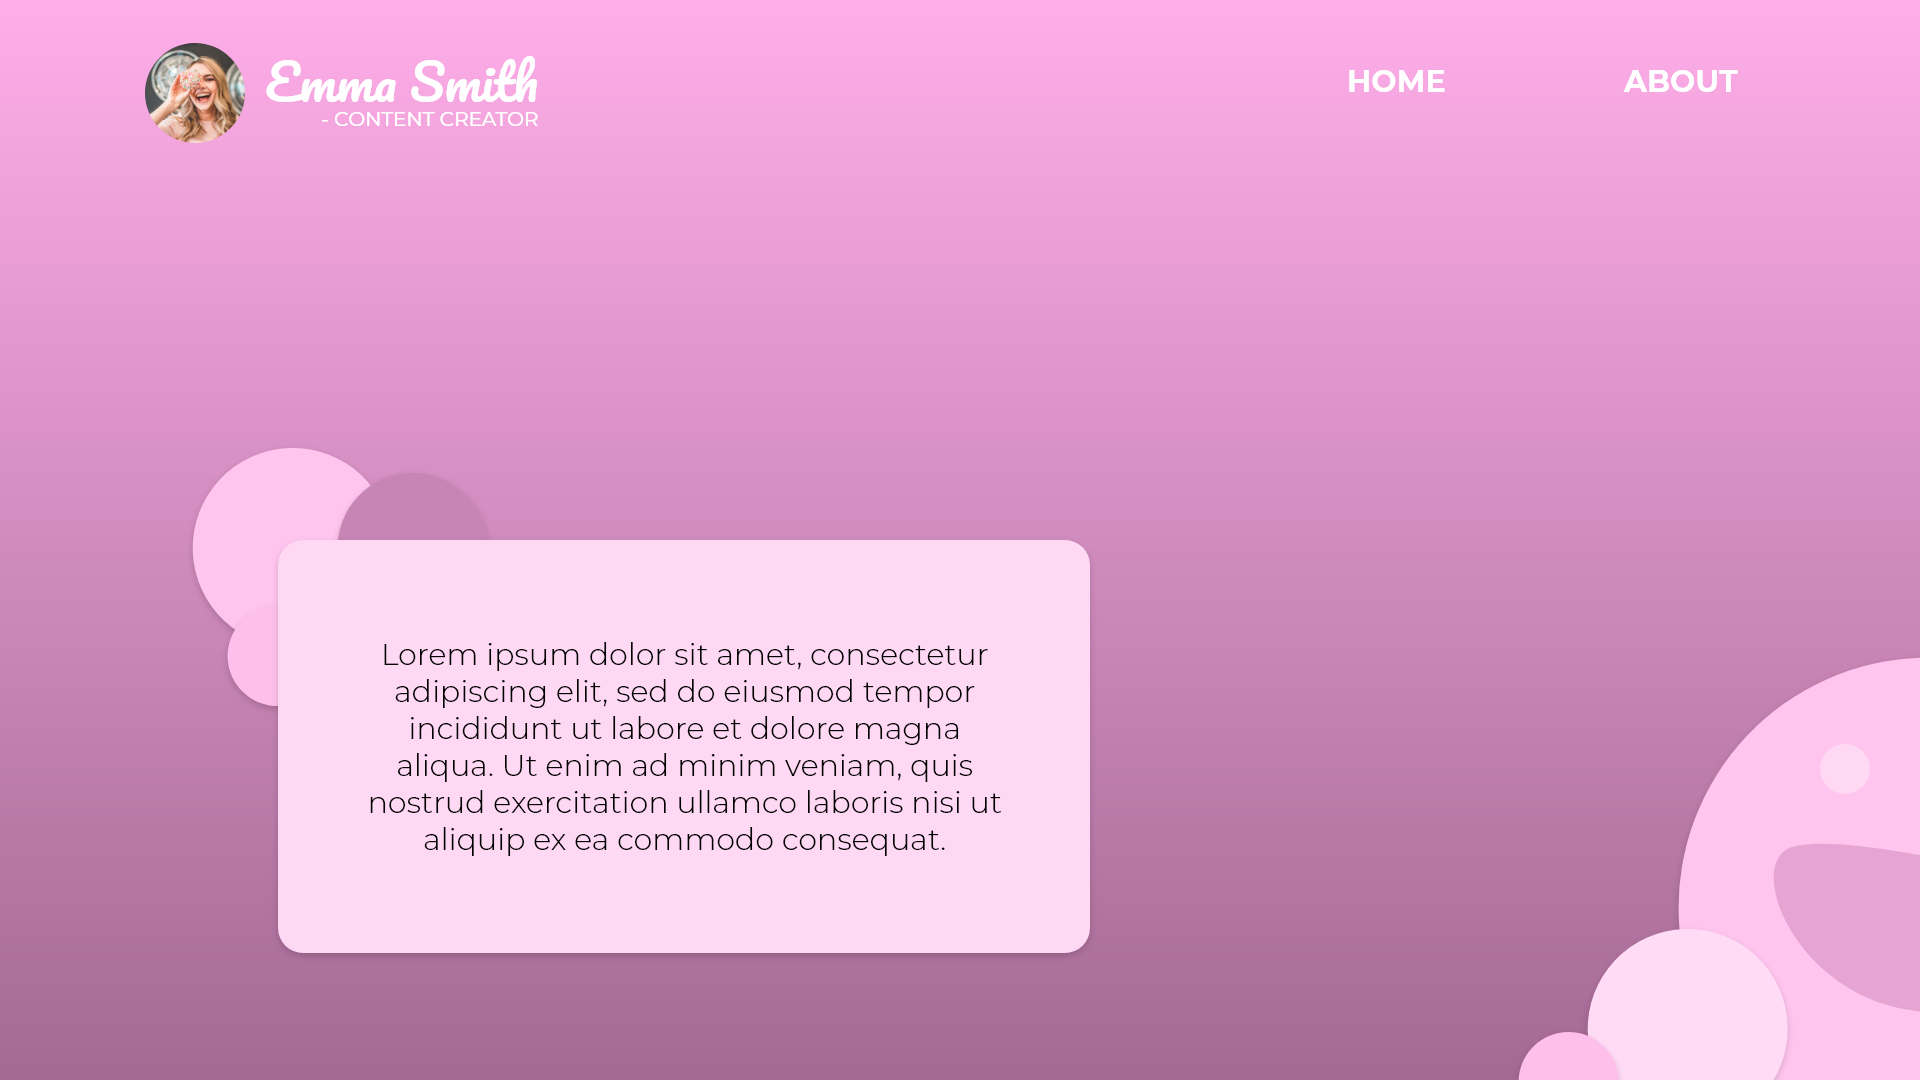 Emma Smith
- CONTENT CREATOR
HOME
ABOUT
Lorem ipsum dolor sit amet, consectetur
adipiscing elit, sed do eiusmod tempor
incididunt ut labore et dolore magna
aliqua. Ut enim ad minim veniam, quis
nostrud exercitation ullamco laboris nisi ut
aliquip ex ea commodo consequat.